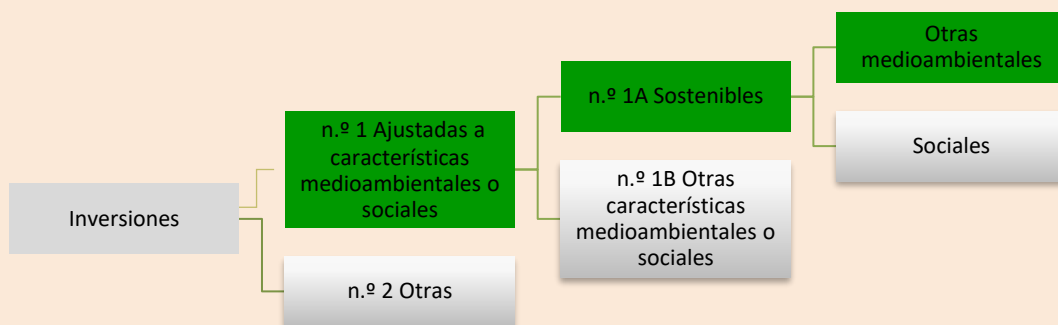 Inversiones
n.º 1 Ajustadas a
características
medioambientales o
sociales
n.º 2 Otras
n.º 1A Sostenibles
n.º 1B Otras
características
medioambientales o
sociales
Otras
medioambientales
Sociales